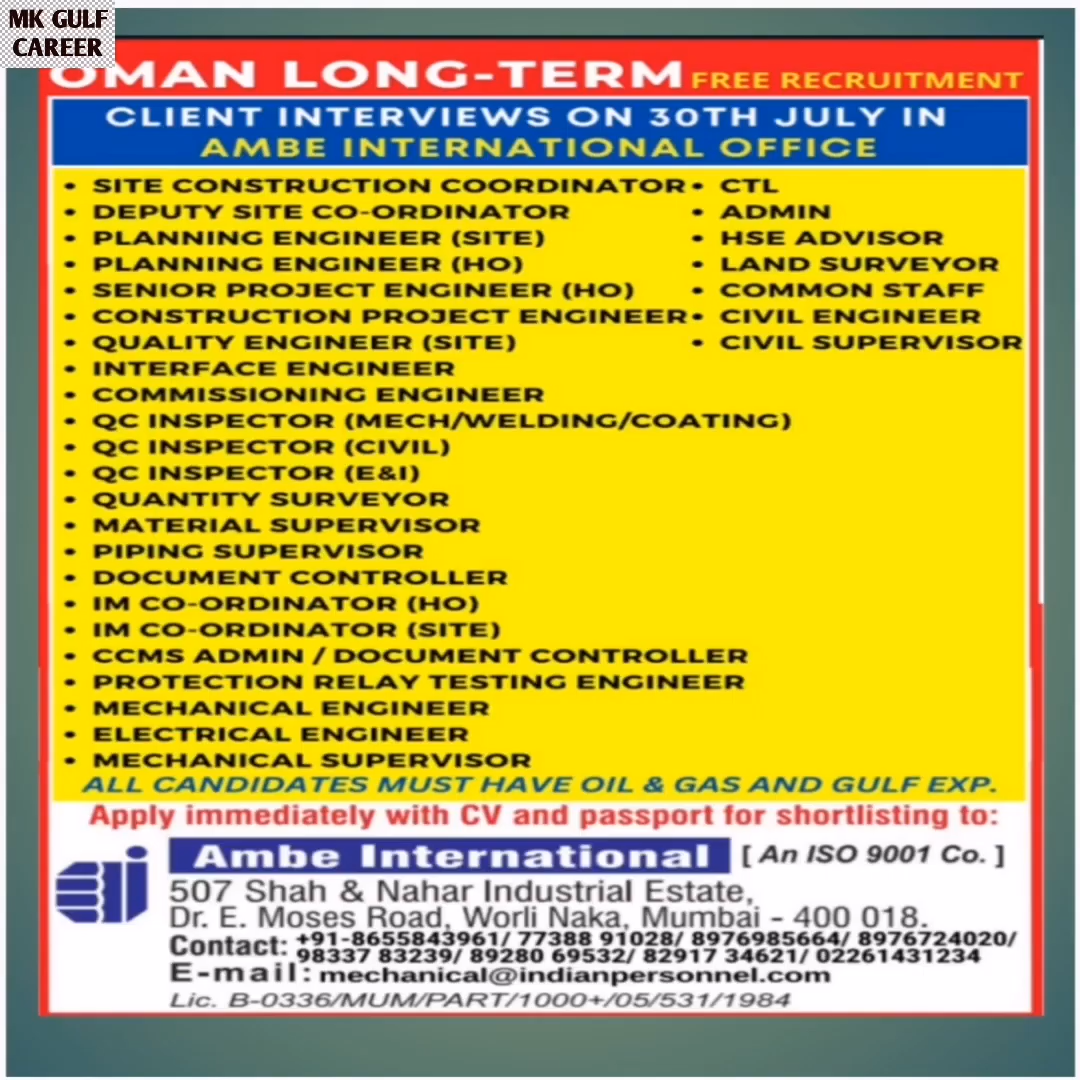 MK GULF
CAREER
OMAN LONG-TERM FREE RECRUITMENT
CLIENT INTERVIEWS ON 30TH JULY IN
AMBE INTERNATIONAL OFFICE
• SITE CONSTRUCTION COORDINATOR
• DEPUTY SITE CO-ORDINATOR
• PLANNING ENGINEER (SITE)
• PLANNING ENGINEER (HO)
• SENIOR PROJECT ENGINEER (HO)
• CONSTRUCTION PROJECT ENGINEER
• QUALITY ENGINEER (SITE)
• INTERFACE ENGINEER
• COMMISSIONING ENGINEER
• QC INSPECTOR (MECH/WELDING/COATING)
• QC INSPECTOR (CIVIL)
• QC INSPECTOR (E&I)
• QUANTITY SURVEYOR
• MATERIAL SUPERVISOR
• PIPING SUPERVISOR
• DOCUMENT CONTROLLER
• IM CO-ORDINATOR (HO)
• IM CO-ORDINATOR (SITE)
• CCMS ADMIN / DOCUMENT CONTROLLER
• PROTECTION RELAY TESTING ENGINEER
• MECHANICAL ENGINEER
• ELECTRICAL ENGINEER
• MECHANICAL SUPERVISOR
• CTL
• ADMIN
• HSE ADVISOR
• LAND SURVEYOR
• COMMON STAFF
• CIVIL ENGINEER
• CIVIL SUPERVISOR
ALL CANDIDATES MUST HAVE OIL & GAS AND GULF EXP.
Apply immediately with CV and passport for shortlisting to:
Ambe International [ An ISO 9001 Co. ]
507 Shah & Nahar Industrial Estate,
Dr. E. Moses Road, Worli Naka, Mumbai - 400 018.
Contact: +91-8655843961/ 77388 91028/ 8976985664/ 8976724020/
98337 83239/ 89280 69532/ 82917 34621/ 02261431234
E-mail: mechanical@indianpersonnel.com
Lic. B-0336/MUM/PART/1000+/05/531/1984